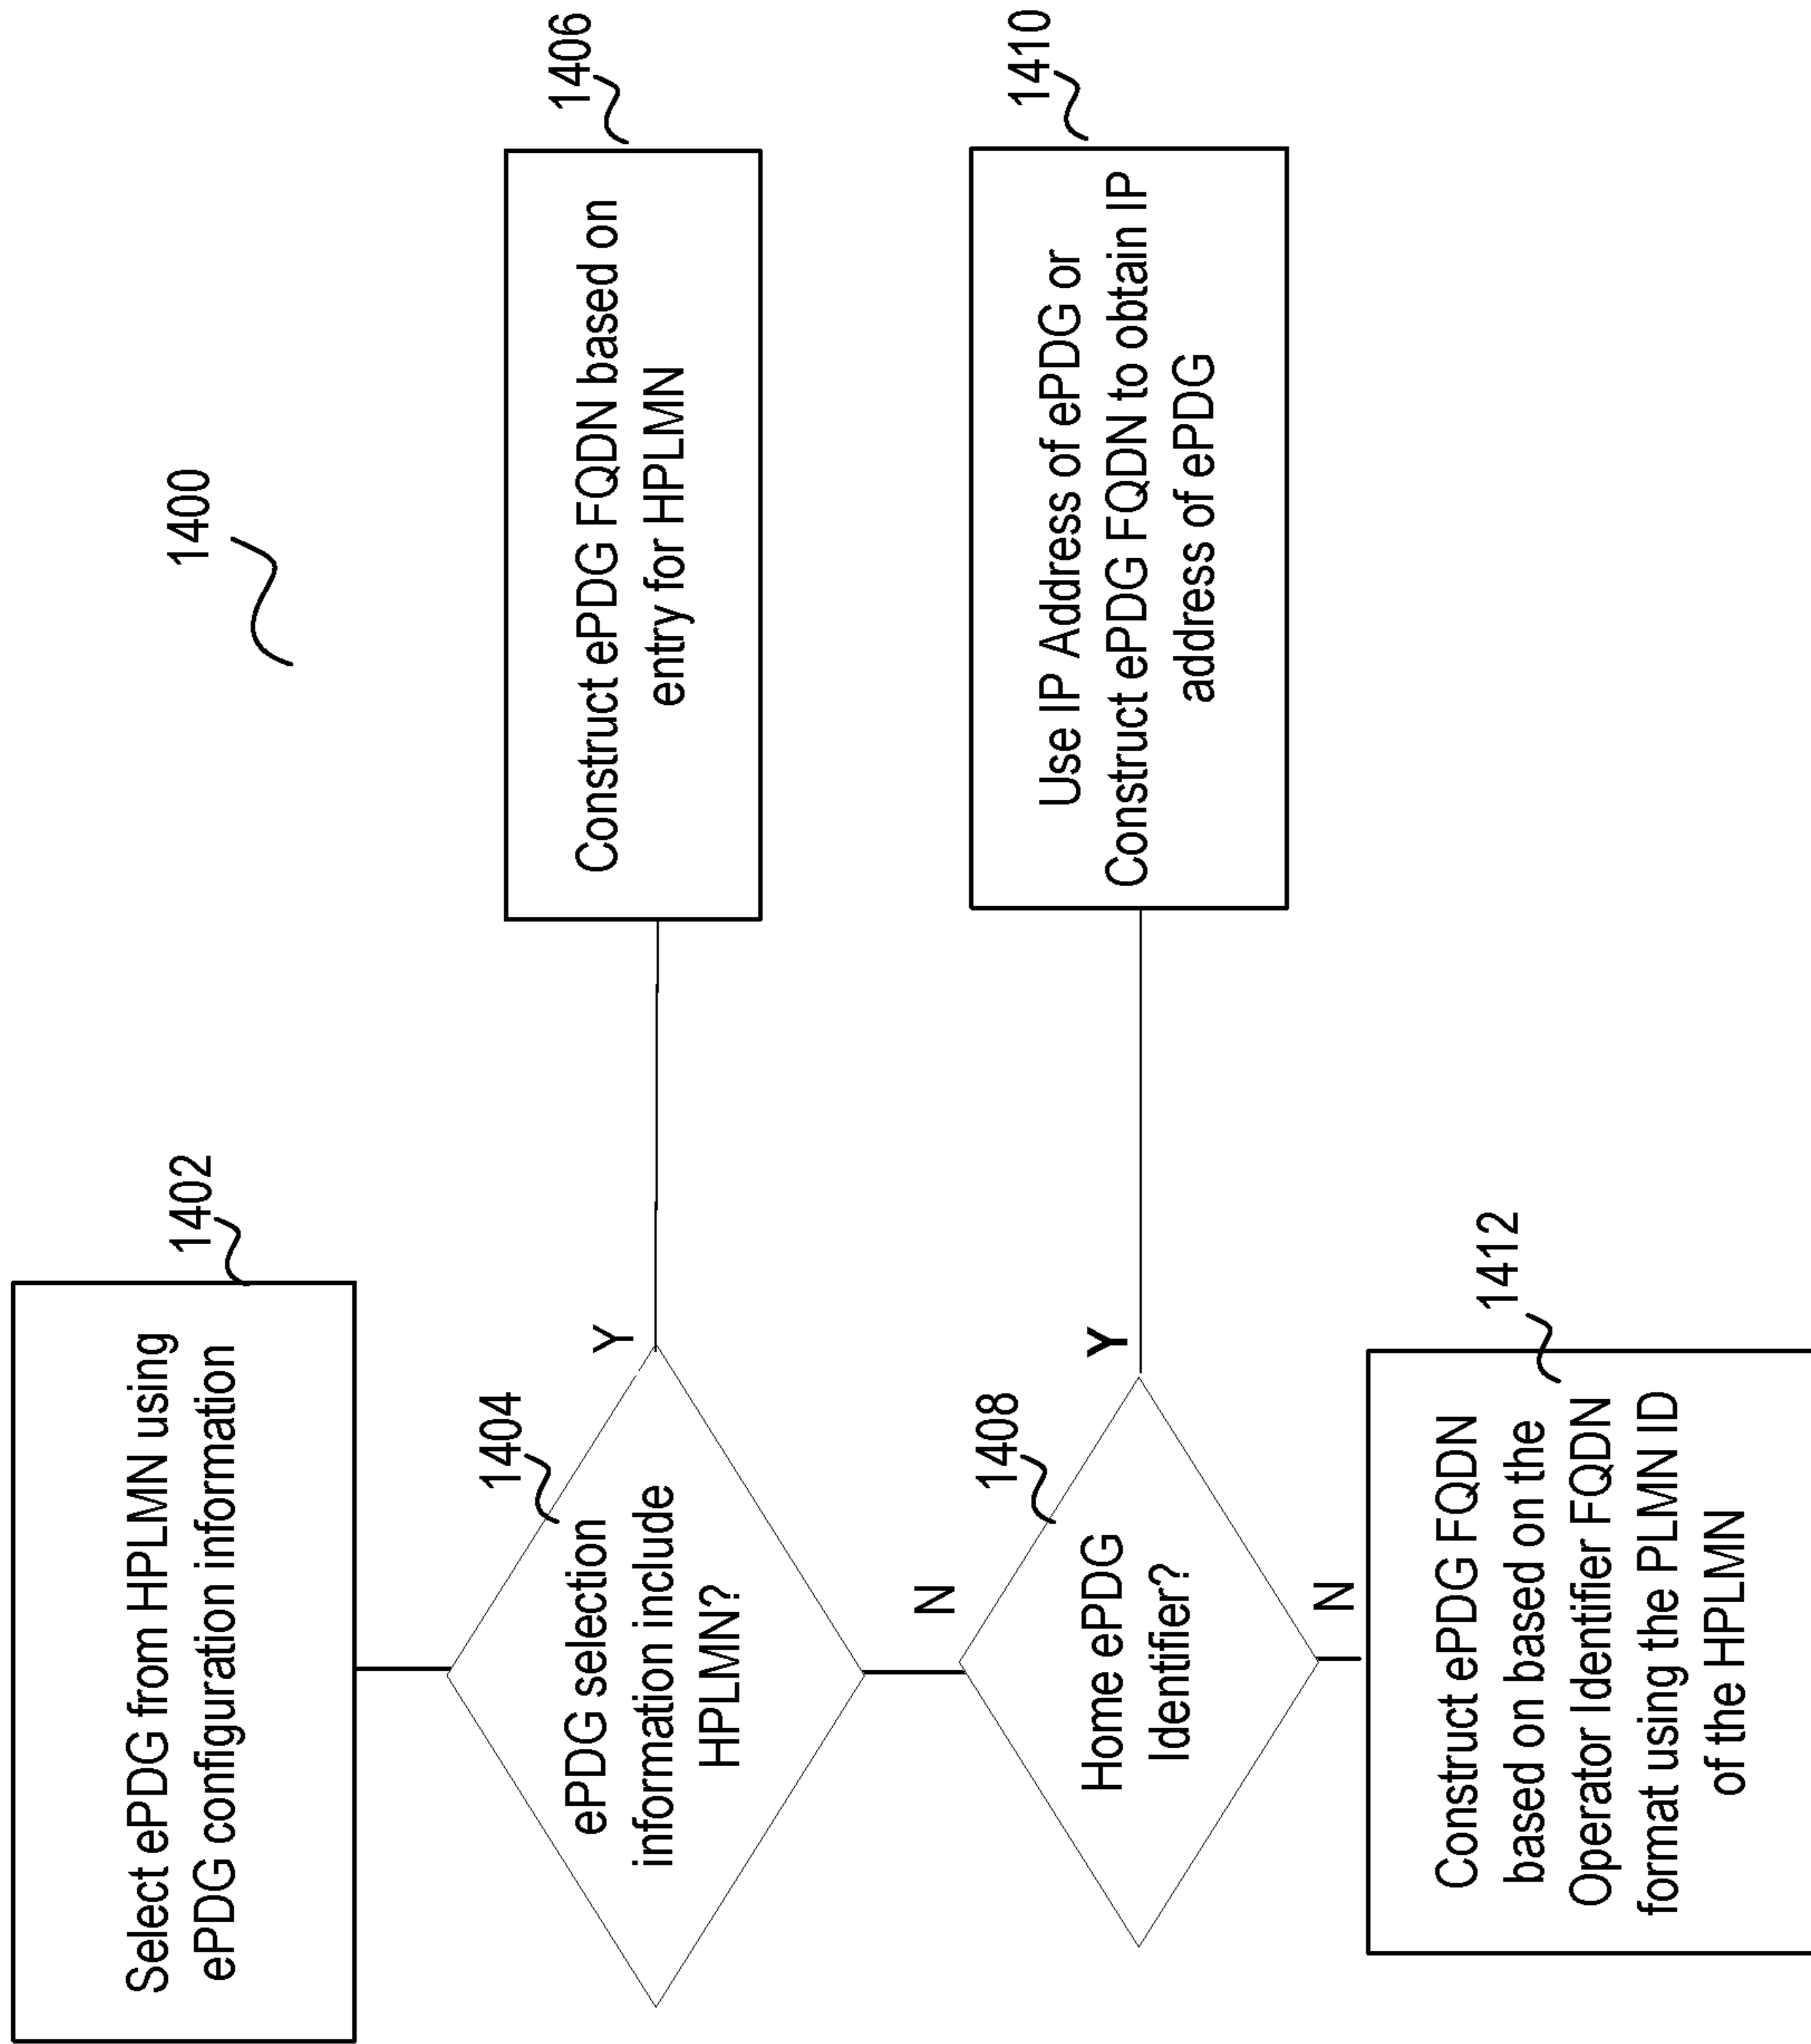 1400
1402
Select ePDG from HPLMN using
ePDG configuration information
1404
ePDG selection
information include
HPLMN?
Y
1406
Construct ePDG FQDN based on
entry for HPLMN
N
1408
Home ePDG
Identifier?
Y
1410
Use IP Address of ePDG or
Construct ePDG FQDN to obtain IP
address of ePDG
N
1412
Construct ePDG FQDN
based on based on the
Operator Identifier FQDN
format using the PLMN ID
of the HPLMN